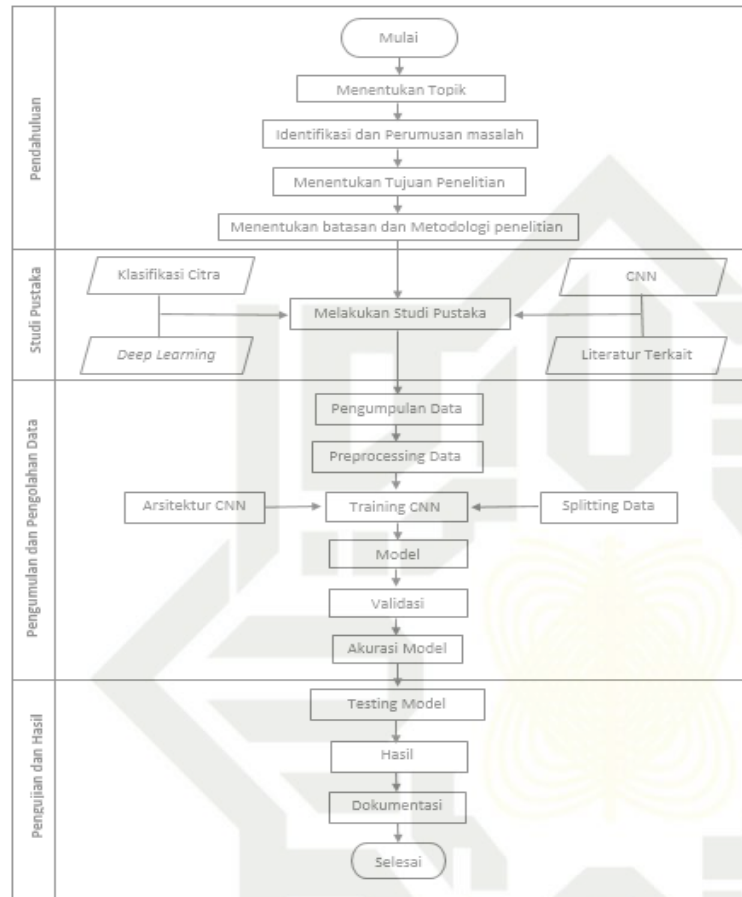 Pendahuluan
Mulai
Menentukan Topik
Identifikasi dan Perumusan masalah
Menentukan Tujuan Penelitian
Menentukan batasan dan Metodologi penelitian
Studi Pustaka
Klasifikasi Citra
CNN
Melakukan Studi Pustaka
Deep Learning
Literatur Terkait
Pengumulan dan Pengolahan Data
Pengumpulan Data
Preprocessing Data
Arsitektur CNN
Training CNN
Splitting Data
Model
Validasi
Akurasi Model
Pengujian dan Hasil
Testing Model
Hasil
Dokumentasi
Selesai